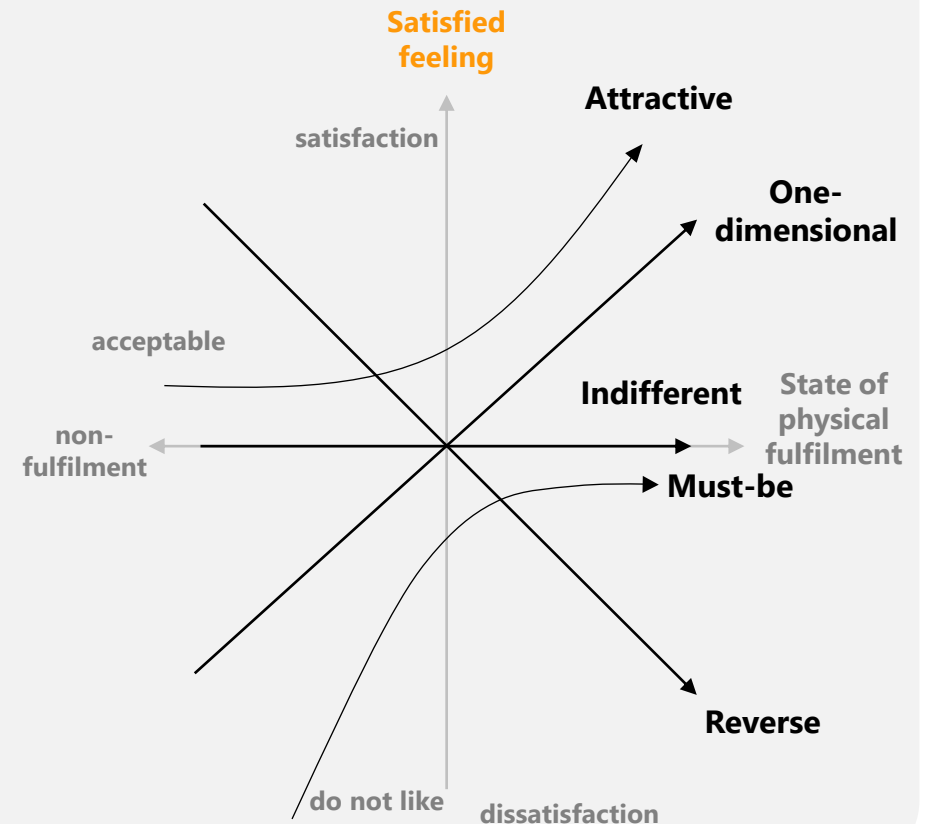 Satisfied
feeling
Attractive
satisfaction
One-
dimensional
acceptable
Indifferent
State of
physical
fulfilment
non-
fulfilment
Must-be
Reverse
do not like
dissatisfaction